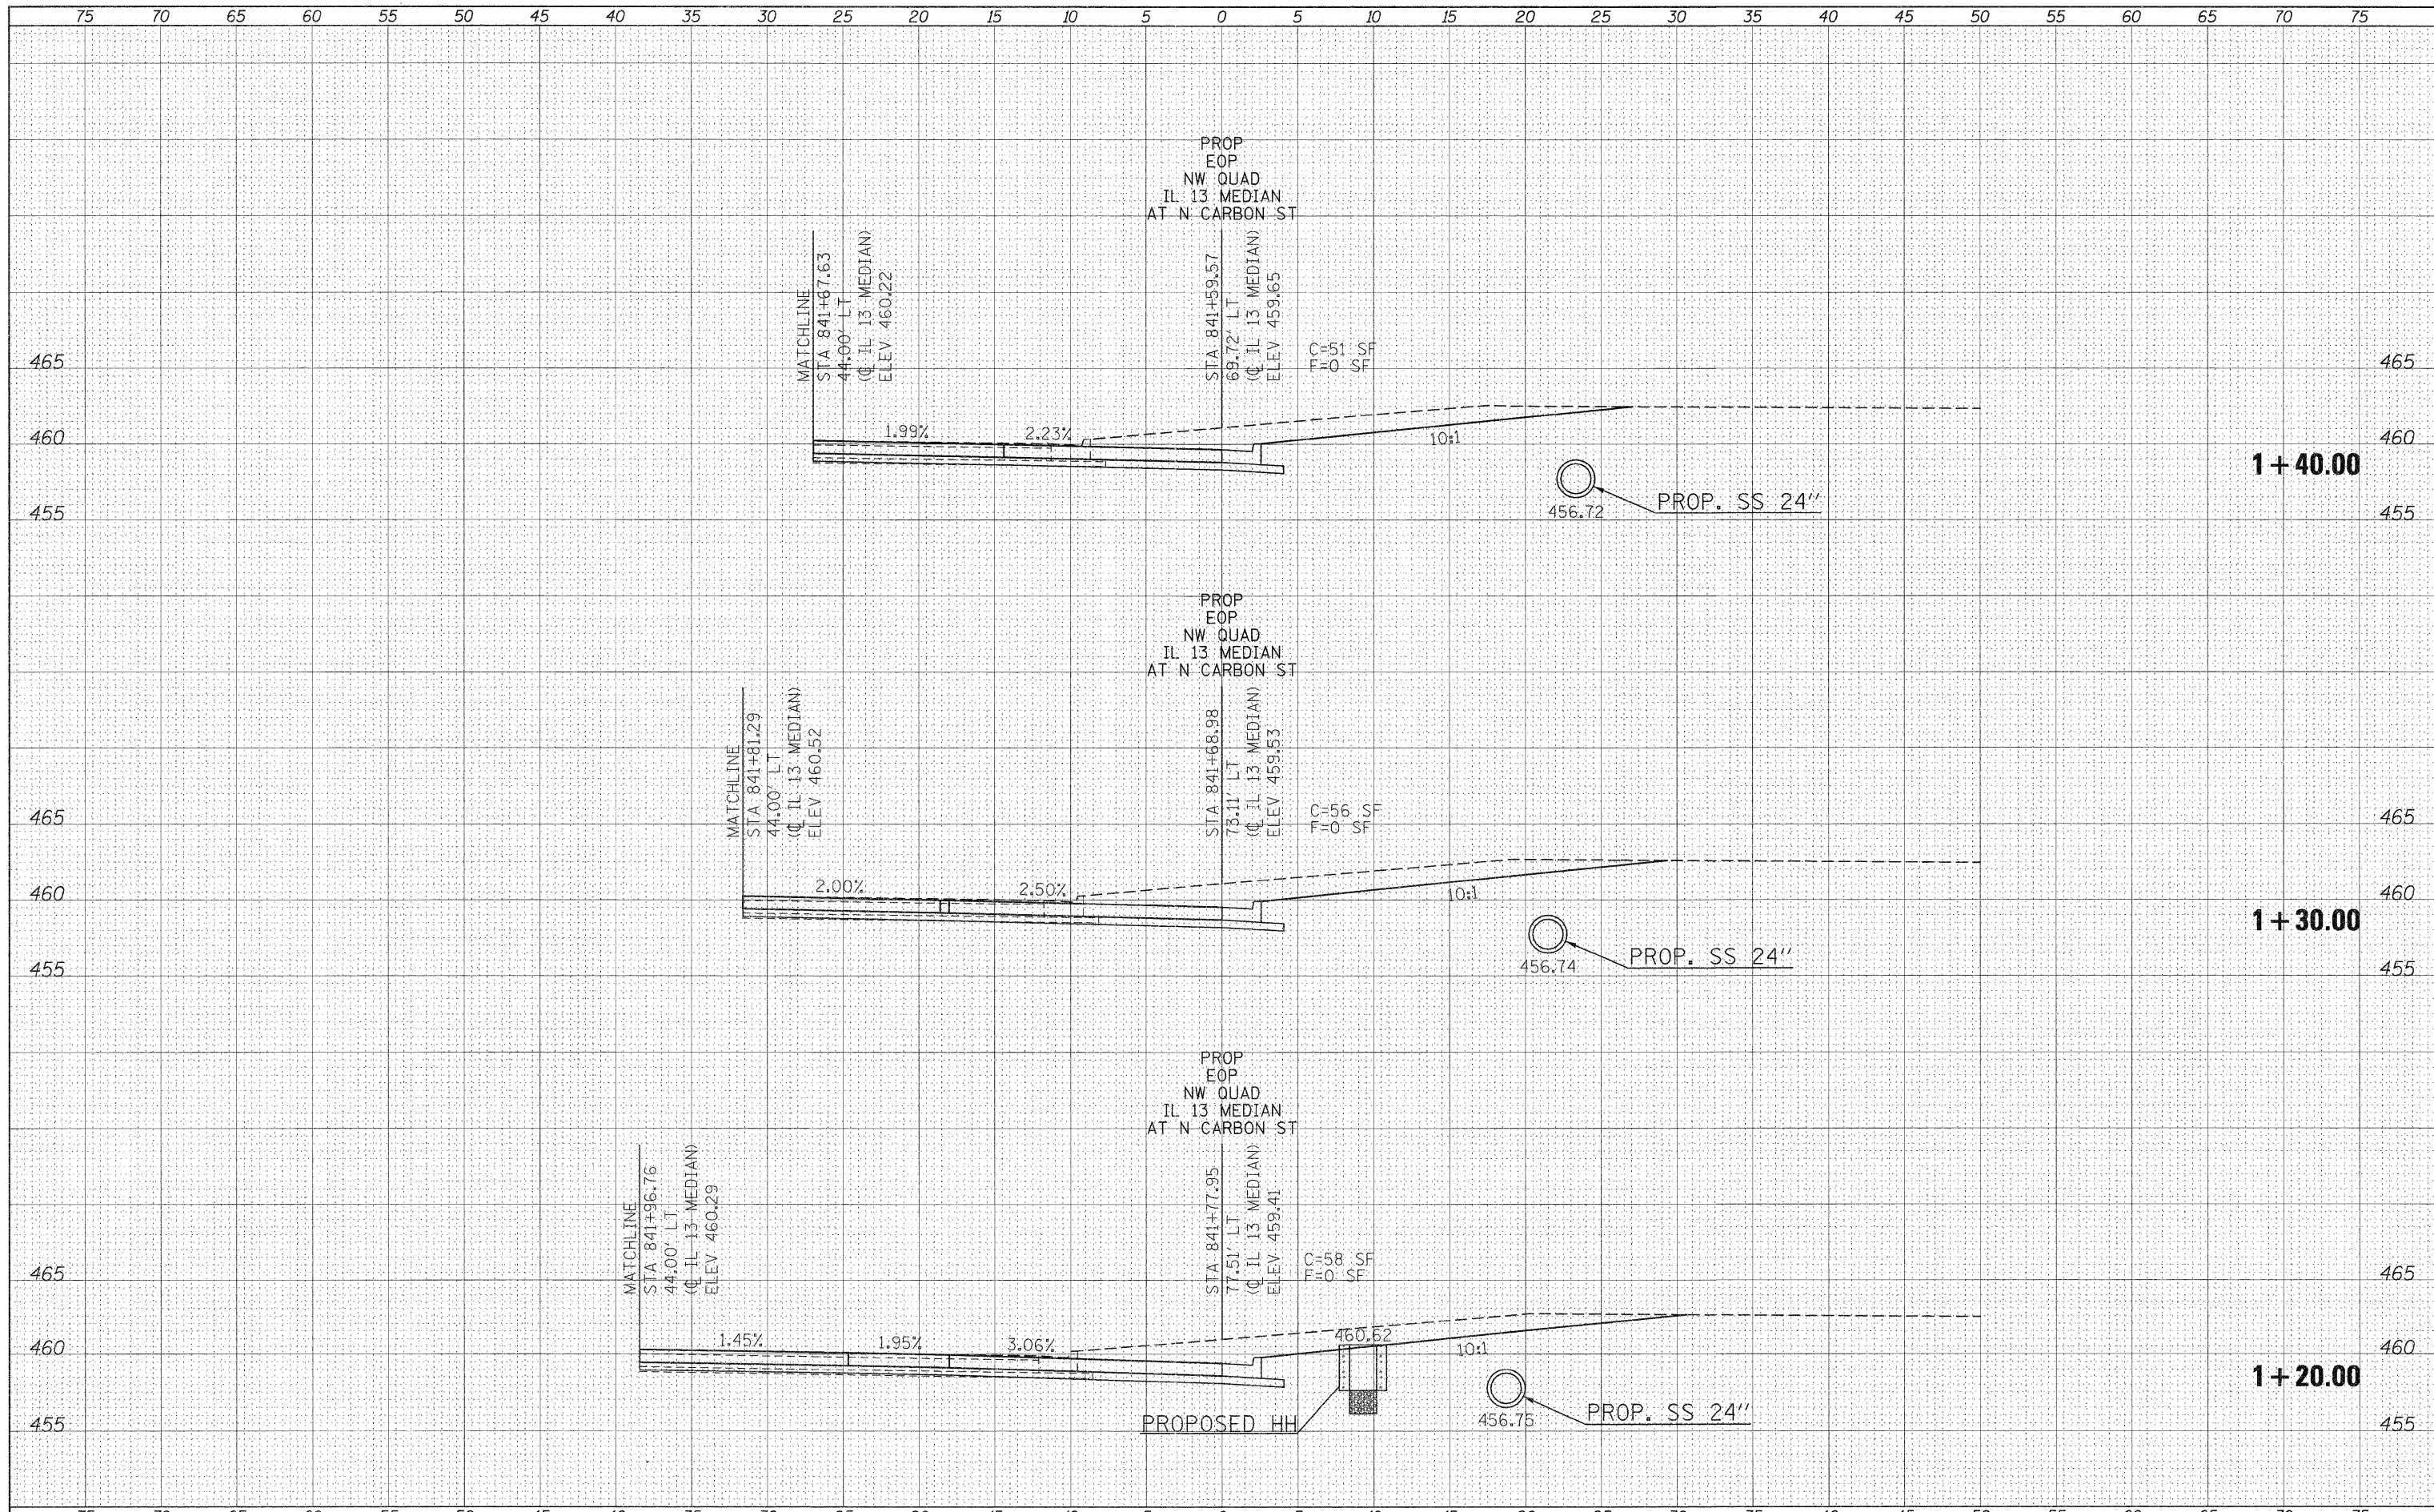 75 70 65 60 55 50 45 40 35 30 25 20 15 10 5 0 5 10 15 20 25 30 35 40 45 50 55 60 65 70 75
PROP
EOP
NW QUAD
IL 13 MEDIAN
AT N CARBON ST
MATCHLINE
STA 841+67.63
44.00' LT
(℄ IL 13 MEDIAN)
ELEV 460.22
STA 841+59.57
69.72' LT
(℄ IL 13 MEDIAN)
ELEV 459.65
C=51 SF
F=0 SF
465 465
460 1.99% 2.23% 10:1 460
1+40.00
455 456.72 PROP. SS 24" 455
PROP
EOP
NW QUAD
IL 13 MEDIAN
AT N CARBON ST
MATCHLINE
STA 841+81.29
44.00' LT
(℄ IL 13 MEDIAN)
ELEV 460.52
STA 841+68.98
73.11' LT
(℄ IL 13 MEDIAN)
ELEV 459.53
C=56 SF
F=0 SF
465 465
460 2.00% 2.50% 10:1 460
1+30.00
455 456.74 PROP. SS 24" 455
PROP
EOP
NW QUAD
IL 13 MEDIAN
AT N CARBON ST
MATCHLINE
STA 841+96.76
44.00' LT
(℄ IL 13 MEDIAN)
ELEV 460.29
STA 841+77.95
77.51' LT
(℄ IL 13 MEDIAN)
ELEV 459.41
C=58 SF
F=0 SF
465 465
460 1.45% 1.95% 3.06% 460.62 10:1 460
1+20.00
455 PROPOSED HH 456.75 PROP. SS 24" 455